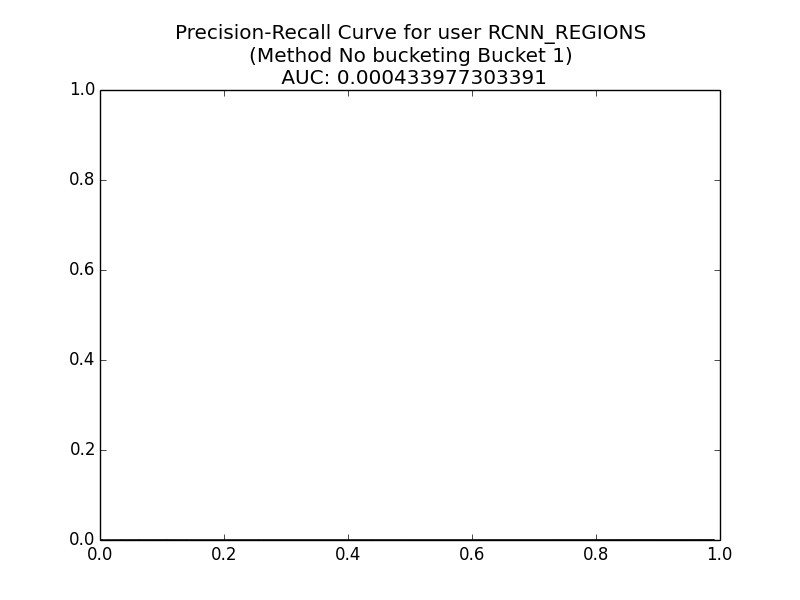 Precision-Recall Curve for user RCNN_REGIONS
(Method No bucketing Bucket 1)
AUC: 0.000433977303391
1.0
0.8
0.6
0.4
0.2
0.0
0.0 0.2 0.4 0.6 0.8 1.0